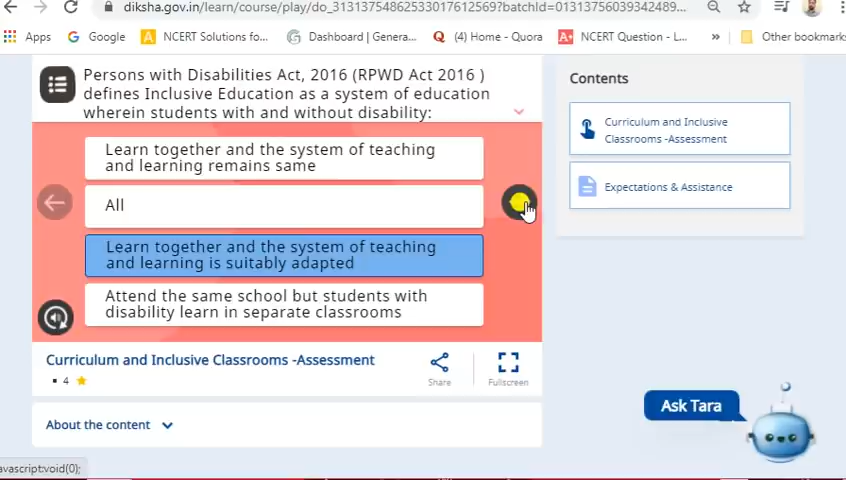 diksha.gov.in/learn/course/play/do_31313754862533017612569?batchId=01313756039342489...
Apps
Google
NCERT Solutions fo...
Dashboard | Genera...
(4) Home - Quora
NCERT Question - L...
»
Other bookmarks
Persons with Disabilities Act, 2016 (RPWD Act 2016 )
defines Inclusive Education as a system of education
wherein students with and without disability:
Learn together and the system of teaching
and learning remains same
All
Learn together and the system of teaching
and learning is suitably adapted
Attend the same school but students with
disability learn in separate classrooms
Curriculum and Inclusive Classrooms -Assessment
4
Share
Fullscreen
About the content
Contents
Curriculum and Inclusive
Classrooms -Assessment
Expectations & Assistance
Ask Tara
avascript:void(0);